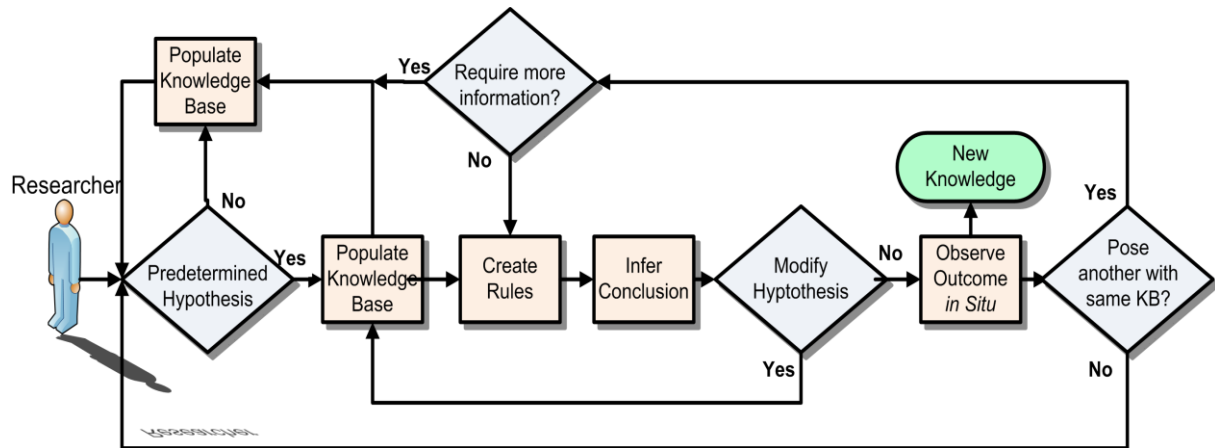 Populate
Knowledge
Base
Yes
Require more
information?
No
New
Knowledge
Researcher
No
Yes
Yes
Predetermined
Hypothesis
Populate
Knowledge
Base
Create
Rules
Infer
Conclusion
Modify
Hyptothesis
No
Observe
Outcome
in Situ
Pose
another with
same KB?
Yes
No
Researcher